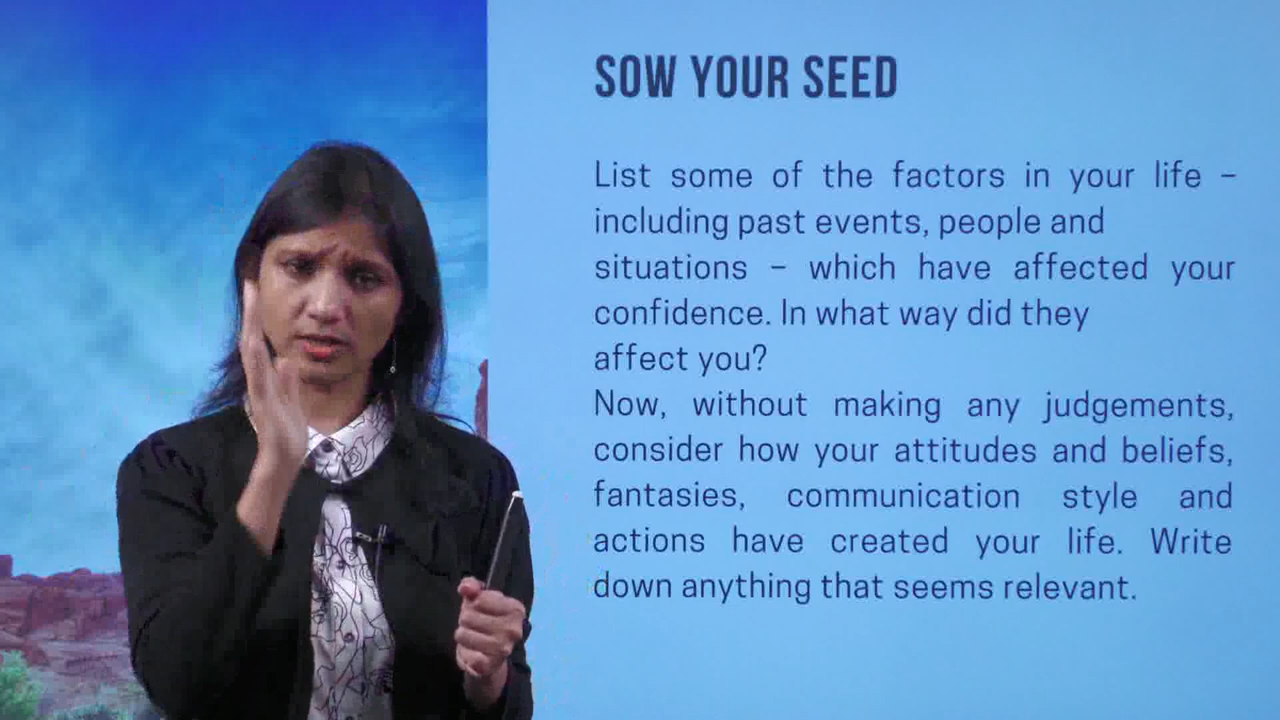 SOW YOUR SEED
List some of the factors in your life –
including past events, people and
situations – which have affected your
confidence. In what way did they
affect you?
Now, without making any judgements,
consider how your attitudes and beliefs,
fantasies, communication style and
actions have created your life. Write
down anything that seems relevant.